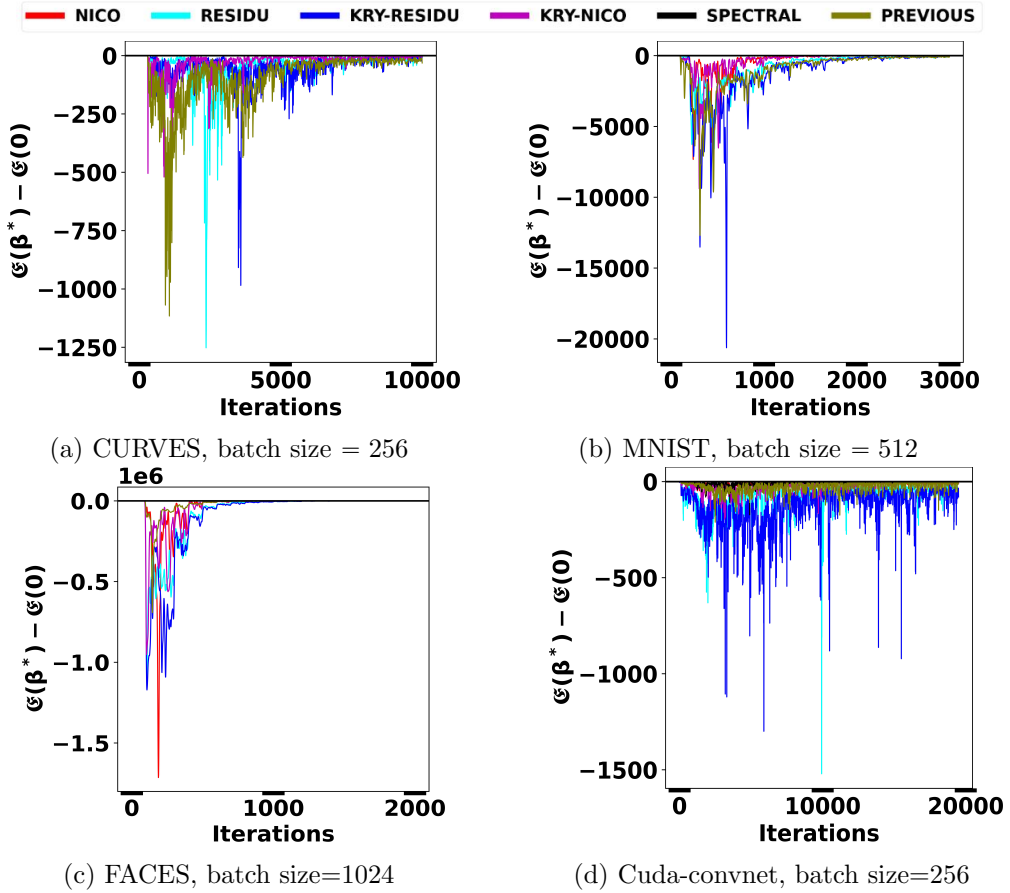 NICO RESIDU KRY-RESIDU KRY-NICO SPECTRAL PREVIOUS
0
−250
−500
−750
−1000
−1250
𝕲(β*) − 𝕲(0)
0 5000 10000
Iterations
(a) CURVES, batch size = 256
0
−5000
−10000
−15000
−20000
𝕲(β*) − 𝕲(0)
0 1000 2000 3000
Iterations
(b) MNIST, batch size = 512
1e6
0.0
−0.5
−1.0
−1.5
𝕲(β*) − 𝕲(0)
0 1000 2000
Iterations
(c) FACES, batch size=1024
0
−500
−1000
−1500
𝕲(β*) − 𝕲(0)
0 10000 20000
Iterations
(d) Cuda-convnet, batch size=256